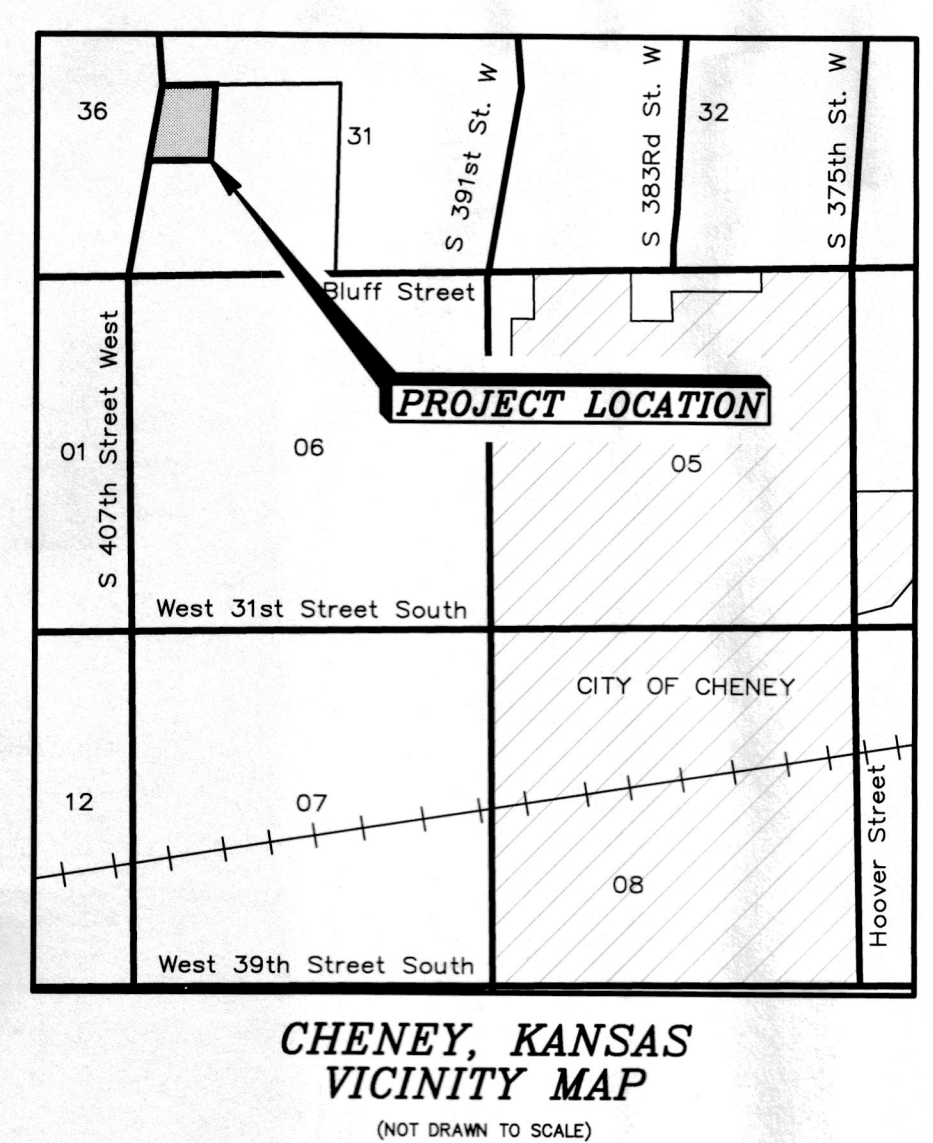 36
31
S 391st St. W
S 383Rd St. W
32
S 375th St. W
Bluff Street
PROJECT LOCATION
S 407th Street West
01
06
05
West 31st Street South
CITY OF CHENEY
12
07
08
Hoover Street
West 39th Street South
CHENEY, KANSAS
VICINITY MAP
(NOT DRAWN TO SCALE)